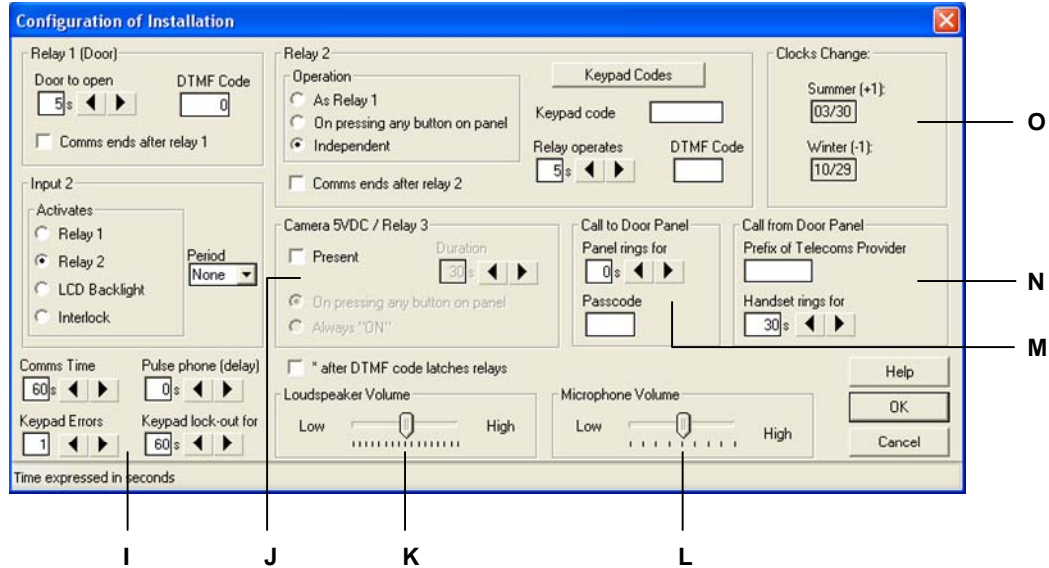 Configuration of Installation
Relay 1 (Door)
Door to open
DTMF Code
5 s
0
Comms ends after relay 1
Relay 2
Operation
As Relay 1
On pressing any button on panel
Independent
Comms ends after relay 2
Keypad Codes
Keypad code
Relay operates
DTMF Code
5 s
Clocks Change:
Summer (+1):
03/30
Winter (-1):
10/29
O
Input 2
Activates
Relay 1
Relay 2
LCD Backlight
Interlock
Period
None
Camera 5VDC / Relay 3
Present
Duration
30 s
On pressing any button on panel
Always "ON"
Call to Door Panel
Panel rings for
0 s
Passcode
Call from Door Panel
Prefix of Telecoms Provider
Handset rings for
30 s
N
M
Comms Time
Pulse phone (delay)
60 s
0 s
Keypad Errors
Keypad lock-out for
1
60 s
* after DTMF code latches relays
Loudspeaker Volume
Low
High
Microphone Volume
Low
High
Help
OK
Cancel
Time expressed in seconds
I
J
K
L